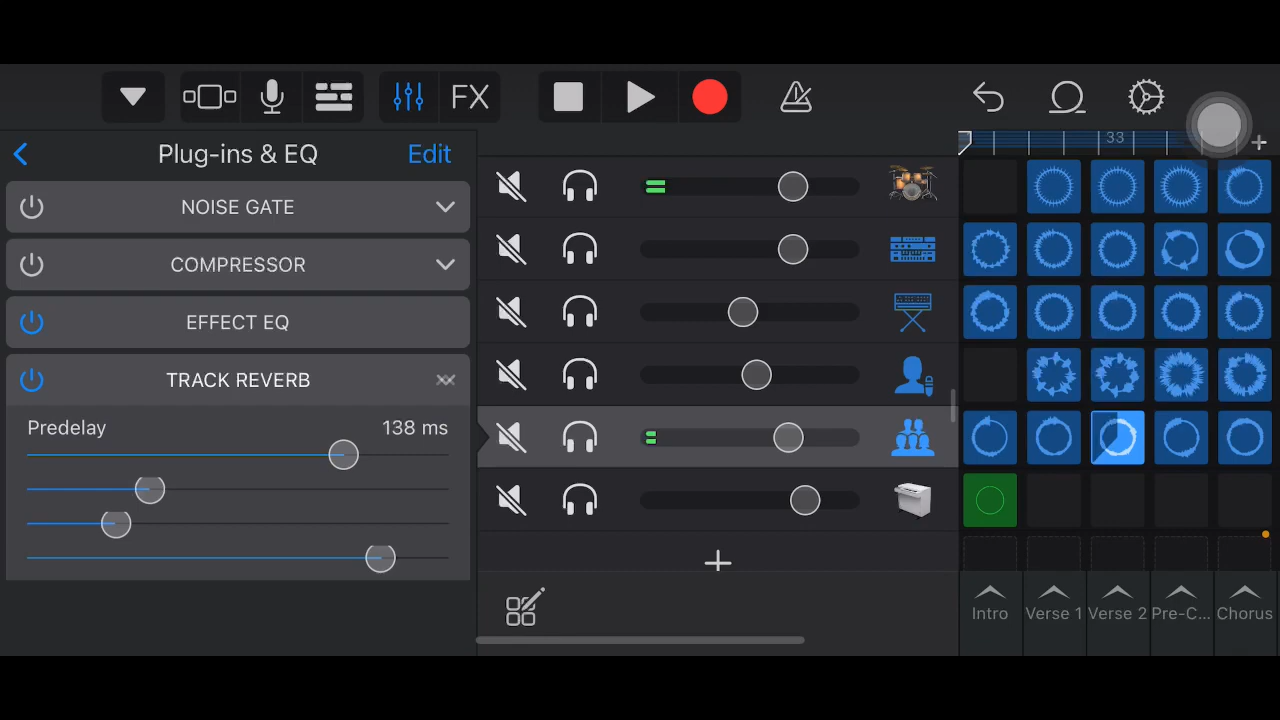 FX
Plug-ins & EQ
Edit
33
NOISE GATE
COMPRESSOR
EFFECT EQ
TRACK REVERB
Predelay
138 ms
Intro
Verse 1
Verse 2
Pre-C...
Chorus